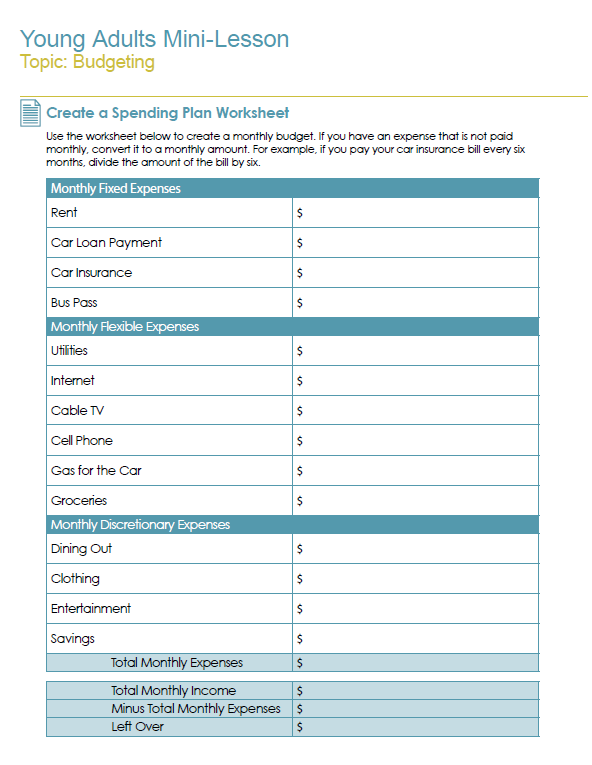 Young Adults Mini-Lesson
Topic: Budgeting
Create a Spending Plan Worksheet
Use the worksheet below to create a monthly budget. If you have an expense that is not paid
monthly, convert it to a monthly amount. For example, if you pay your car insurance bill every six
months, divide the amount of the bill by six.
Monthly Fixed Expenses
Rent $
Car Loan Payment $
Car Insurance $
Bus Pass $
Monthly Flexible Expenses
Utilities $
Internet $
Cable TV $
Cell Phone $
Gas for the Car $
Groceries $
Monthly Discretionary Expenses
Dining Out $
Clothing $
Entertainment $
Savings $
Total Monthly Expenses $
Total Monthly Income $
Minus Total Monthly Expenses $
Left Over $